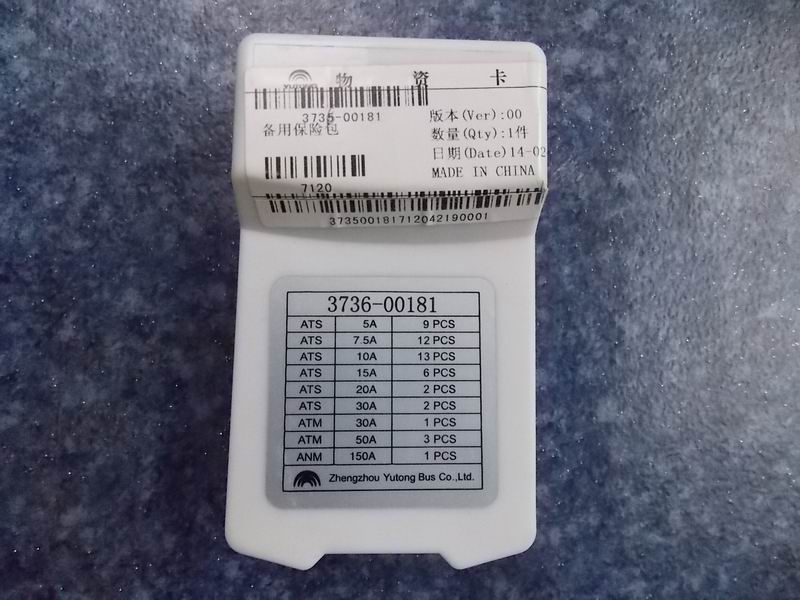 物 资 卡
3735-00181
版本(Ver):00
备用保险包
数量(Qty):1件
日期(Date)14-02
7120
MADE IN CHINA
373500181712042190001
3736-00181
ATS 5A 9 PCS
ATS 7.5A 12 PCS
ATS 10A 13 PCS
ATS 15A 6 PCS
ATS 20A 2 PCS
ATS 30A 2 PCS
ATM 30A 1 PCS
ATM 50A 3 PCS
ANM 150A 1 PCS
Zhengzhou Yutong Bus Co.,Ltd.